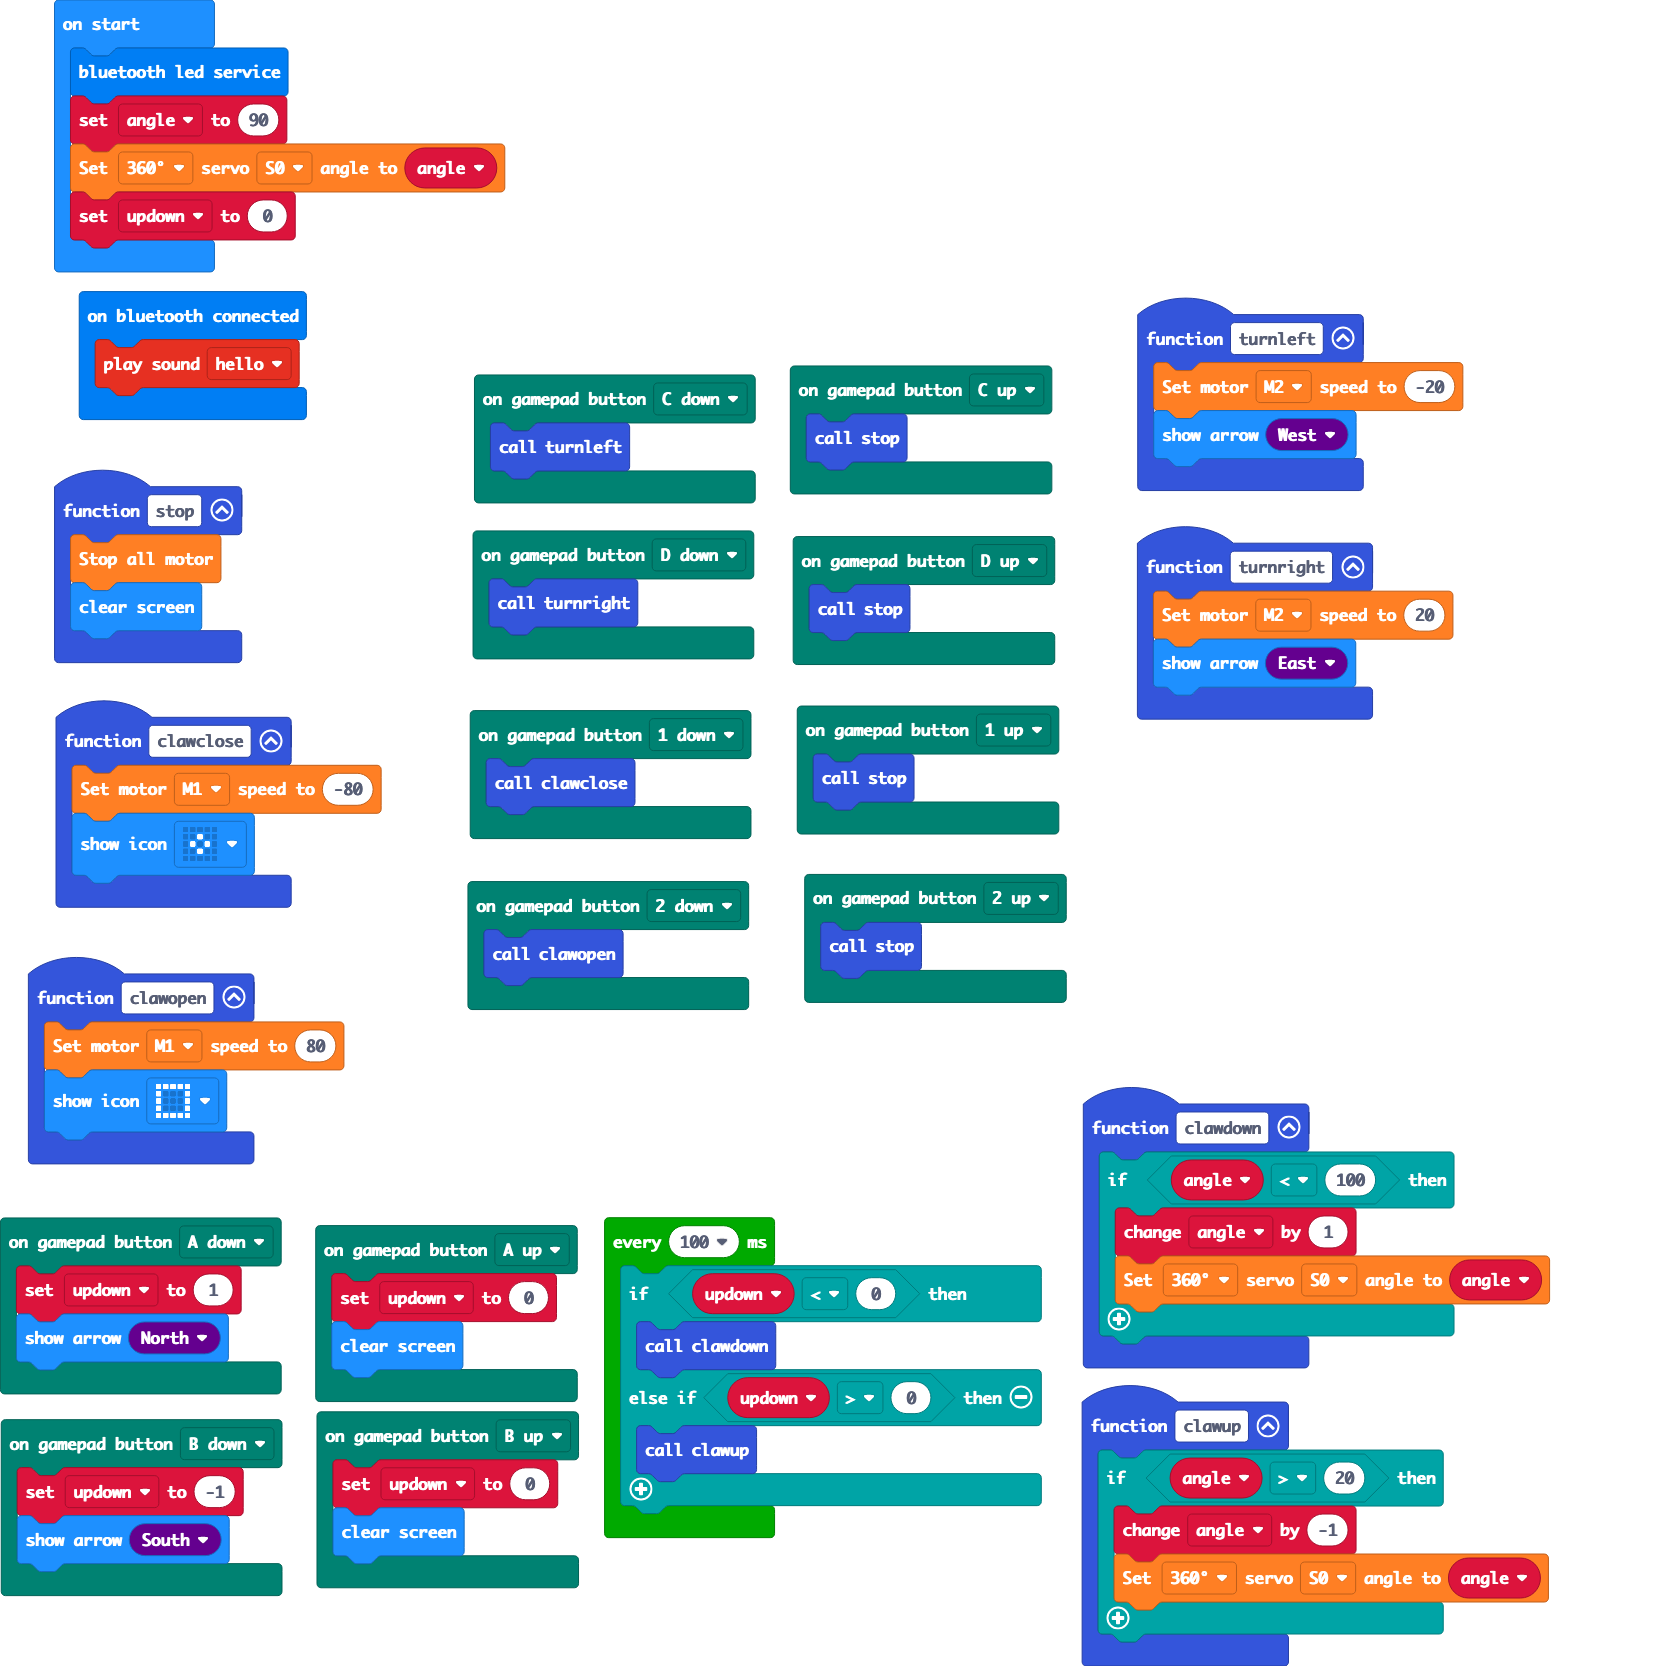 on start
bluetooth led service
set angle to 90
Set 360° servo S0 angle to angle
set updown to 0
on bluetooth connected
play sound hello
function stop
Stop all motor
clear screen
function clawclose
Set motor M1 speed to -80
show icon
function clawopen
Set motor M1 speed to 80
show icon
on gamepad button C down
call turnleft
on gamepad button C up
call stop
on gamepad button D down
call turnright
on gamepad button D up
call stop
on gamepad button 1 down
call clawclose
on gamepad button 1 up
call stop
on gamepad button 2 down
call clawopen
on gamepad button 2 up
call stop
function turnleft
Set motor M2 speed to -20
show arrow West
function turnright
Set motor M2 speed to 20
show arrow East
on gamepad button A down
set updown to 1
show arrow North
on gamepad button A up
set updown to 0
clear screen
on gamepad button B down
set updown to -1
show arrow South
on gamepad button B up
set updown to 0
clear screen
every 100 ms
if updown < 0 then
call clawdown
else if updown > 0 then
call clawup
function clawdown
if angle < 100 then
change angle by 1
Set 360° servo S0 angle to angle
function clawup
if angle > 20 then
change angle by -1
Set 360° servo S0 angle to angle